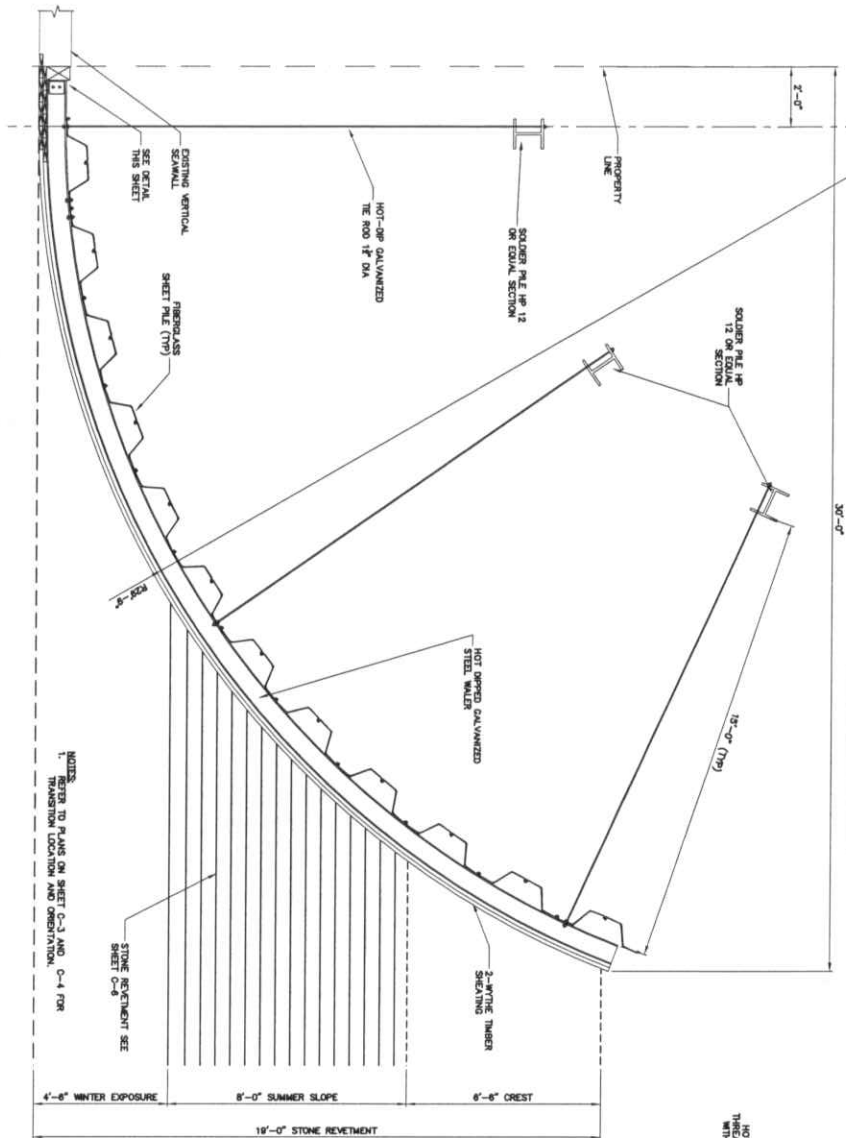 2'-0"
30'-0"
PROPERTY
LINE
SOLDIER PILE HP 12
OR EQUAL
SECTION
SOLDIER PILE HP
12 OR EQUAL
SECTION
HOT-DIP GALVANIZED
EXISTING VERTICAL
SEAWALL
SEE DETAIL
THIS SHEET
FIBERGLASS
SHEET PILE (TYP)
R29'-9"
HOT DIPPED GALVANIZED
STEEL WALER
15'-0" (TYP)
2-WYTHE TIMBER
SHEATING
STONE REVETMENT SEE
SHEET C-6
NOTES:
1. REFER TO PLANS ON SHEET C-3 AND C-4 FOR
TRANSITION LOCATION AND ORIENTATION.
4'-6" WINTER EXPOSURE
8'-0" SUMMER SLOPE
6'-6" CREST
19'-0" STONE REVETMENT